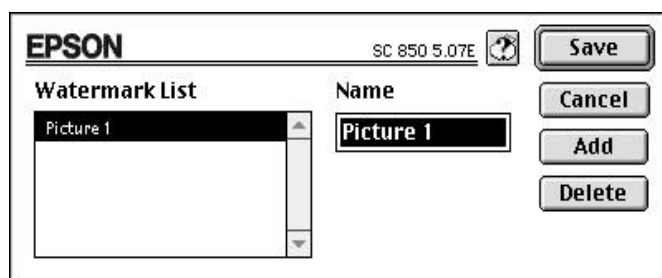 EPSON
SC 850 5.07E
Save
Watermark List
Name
Cancel
Picture 1
Picture 1
Add
Delete